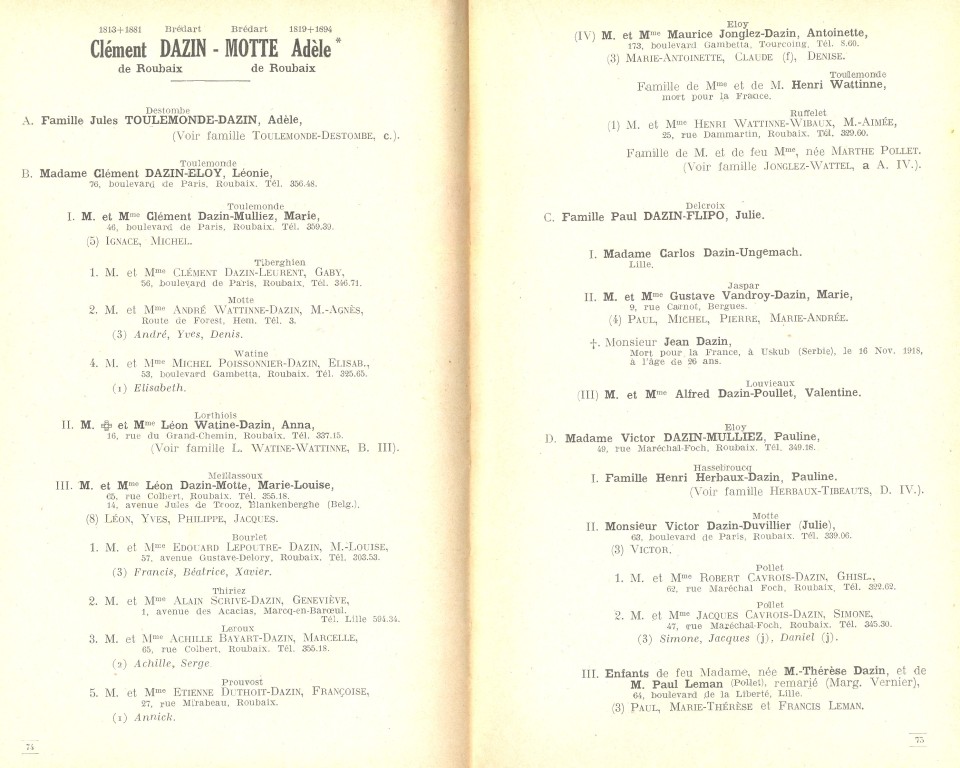 1813+1881 Brédart Brédart 1819+1894
Clément DAZIN - MOTTE Adèle*
de Roubaix de Roubaix
Destombe
A. Famille Jules TOULEMONDE-DAZIN, Adèle,
(Voir famille TOULEMONDE-DESTOMBE, c.).
Toulemonde
B. Madame Clément DAZIN-ELOY, Léonie,
76, boulevard de Paris, Roubaix. Tél. 356.48.
Toulemonde
I. M. et Mme Clément Dazin-Mulliez, Marie,
46, boulevard de Paris, Roubaix. Tél. 359.39.
(5) IGNACE, MICHEL.
Tiberghien
1. M. et Mme CLÉMENT DAZIN-LEURENT, GABY,
56, boulevard de Paris, Roubaix. Tél. 346.71.
Motte
2. M. et Mme ANDRÉ WATTINNE-DAZIN, M.-AGNÈS,
Route de Forest, Hem. Tél. 3.
(3) André, Yves, Denis.
Watine
4. M. et Mme MICHEL POISSONNIER-DAZIN, ELISAB.,
53, boulevard Gambetta, Roubaix. Tél. 325.65.
(1) Elisabeth.
Lorthiois
II. M. ✠ et Mme Léon Watine-Dazin, Anna,
16, rue du Grand-Chemin, Roubaix. Tél. 337.15.
(Voir famille L. WATINE-WATTINNE, B. III).
Meillassoux
III. M. et Mme Léon Dazin-Motte, Marie-Louise,
65, rue Colbert, Roubaix. Tél. 355.18.
14, avenue Jules de Trooz, Blankenberghe (Belg.).
(8) LÉON, YVES, PHILIPPE, JACQUES.
Bourlet
1. M. et Mme EDOUARD LEPOUTRE- DAZIN, M.-LOUISE,
57, avenue Gustave-Delory, Roubaix. Tél. 303.53.
(3) Francis, Béatrice, Xavier.
Thiriez
2. M. et Mme ALAIN SCRIVE-DAZIN, GENEVIÈVE,
1, avenue des Acacias, Marcq-en-Barœul.
Tél. Lille 504.34.
Leroux
3. M. et Mme ACHILLE BAYART-DAZIN, MARCELLE,
65, rue Colbert, Roubaix. Tél. 355.18.
(2) Achille, Serge
Prouvost
5. M. et Mme ETIENNE DUTHOIT-DAZIN, FRANÇOISE,
27, rue Mirabeau, Roubaix.
(1) Annick.
74
Eloy
(IV) M. et Mme Maurice Jonglez-Dazin, Antoinette,
173, boulevard Gambetta, Tourcoing. Tél. 8.60.
(3) MARIE-ANTOINETTE, CLAUDE (f), DENISE.
Toulemonde
Famille de Mme et de M. Henri Wattinne,
mort pour la France.
Ruffelet
(1) M. et Mme HENRI WATTINNE-WIBAUX, M.-AIMÉE,
25, rue Dammartin, Roubaix. Tél. 329.60.
Famille de M. et de feu Mme, née MARTHE POLLET.
(Voir famille JONGLEZ-WATTEL, a A. IV.).
Delcroix
C. Famille Paul DAZIN-FLIPO, Julie.
I. Madame Carlos Dazin-Ungemach.
Lille.
Jaspar
II. M. et Mme Gustave Vandroy-Dazin, Marie,
9, rue Carnot, Bergues.
(4) PAUL, MICHEL, PIERRE, MARIE-ANDRÉE.
†. Monsieur Jean Dazin,
Mort pour la France, à Uskub (Serbie), le 16 Nov. 1918,
à l'âge de 26 ans.
Louvieaux
(III) M. et Mme Alfred Dazin-Poullet, Valentine.
Eloy
D. Madame Victor DAZIN-MULLIEZ, Pauline,
49, rue Maréchal-Foch, Roubaix. Tél. 349.18.
Hassebroucq
I. Famille Henri Herbaux-Dazin, Pauline.
(Voir famille HERBAUX-TIBEAUTS, D. IV.).
Motte
II. Monsieur Victor Dazin-Duvillier (Julie),
63, boulevard de Paris, Roubaix. Tél. 339.06.
(3) VICTOR.
Pollet
1. M. et Mme ROBERT CAVROIS-DAZIN, GHISL.,
62, rue Maréchal Foch, Roubaix. Tél. 322.62.
Pollet
2. M. et Mme JACQUES CAVROIS-DAZIN, SIMONE,
47, rue Maréchal-Foch, Roubaix. Tél. 345.30.
(3) Simone, Jacques (j), Daniel (j).
III. Enfants de feu Madame, née M.-Thérèse Dazin, et de
M. Paul Leman (Pollet), remarié (Marg. Vernier),
64, boulevard de la Liberté, Lille.
(3) PAUL, MARIE-THÉRÈSE et FRANCIS LEMAN.
75